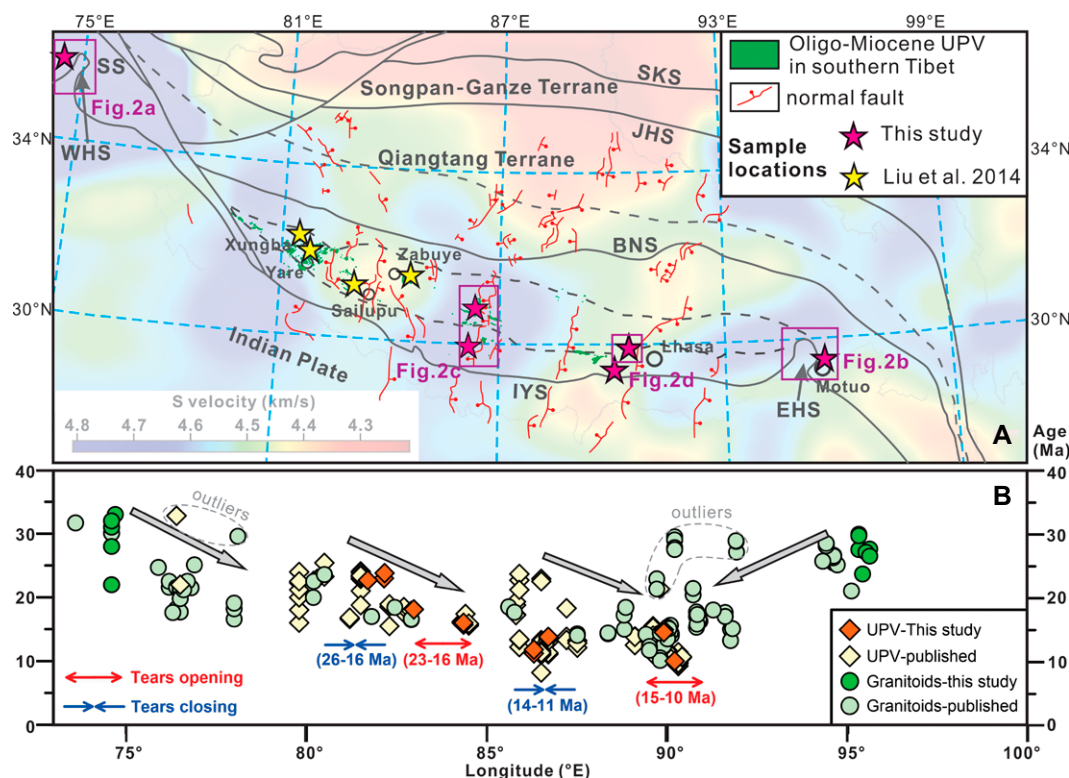 75°E
81°E
87°E
93°E
99°E
SS
Fig.2a
WHS
34°N
34°N
SKS
Songpan-Ganze Terrane
JHS
Qiangtang Terrane
Oligo-Miocene UPV
in southern Tibet
normal fault
This study
Sample
locations
Liu et al. 2014
Xungba
Yare
Zabuye
Sailupu
BNS
30°N
30°N
Indian Plate
Fig.2c
IYS
Lhasa
Fig.2d
Fig.2b
Motuo
EHS
S velocity (km/s)
4.8 4.7 4.6 4.5 4.4 4.3
A
Age
(Ma)
B
40
30
20
10
0
40
30
20
10
0
outliers
outliers
(26-16 Ma)
(23-16 Ma)
(14-11 Ma)
(15-10 Ma)
Tears opening
Tears closing
UPV-This study
UPV-published
Granitoids-this study
Granitoids-published
75° 80° 85° 90° 95° 100°
Longitude (°E)